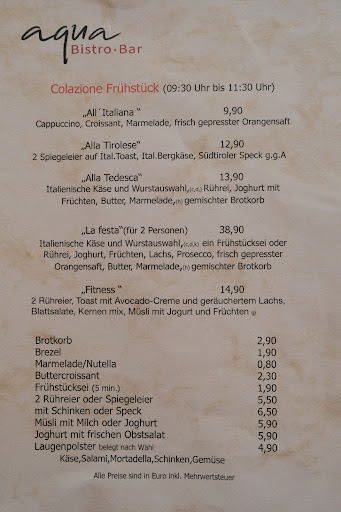 aqua
Bistro·Bar
Colazione Frühstück (09:30 Uhr bis 11:30 Uhr)
„All´Italiana “ 9,90
Cappuccino, Croissant, Marmelade, frisch gepresster Orangensaft
„Alla Tirolese“ 12,90
2 Spiegeleier auf Ital.Toast, Ital.Bergkäse, Südtiroler Speck g.g.A
„Alla Tedesca“ 13,90
Italienische Käse und Wurstauswahl, Rührei, Joghurt mit
Früchten, Butter, Marmelade,(h) gemischter Brotkorb
„La festa“(für 2 Personen) 38,90
Italienische Käse und Wurstauswahl, ein Frühstücksei oder
Rührei, Joghurt, Früchten, Lachs, Prosecco, frisch gepresster
Orangensaft, Butter, Marmelade,(h) gemischter Brotkorb
„Fitness “ 14,90
2 Rühreier, Toast mit Avocado-Creme und geräuchertem Lachs,
Blattsalate, Kernen mix, Müsli mit Jogurt und Früchten
Brotkorb 2,90
Brezel 1,90
Marmelade/Nutella 0,80
Buttercroissant 2,30
Frühstücksei (5 min.) 1,90
2 Rühreier oder Spiegeleier 5,50
mit Schinken oder Speck 6,50
Müsli mit Milch oder Joghurt 5,90
Joghurt mit frischen Obstsalat 5,90
Laugenpolster belegt nach Wahl 4,90
Käse,Salami,Mortadella,Schinken,Gemüse
Alle Preise sind in Euro inkl. Mehrwertsteuer